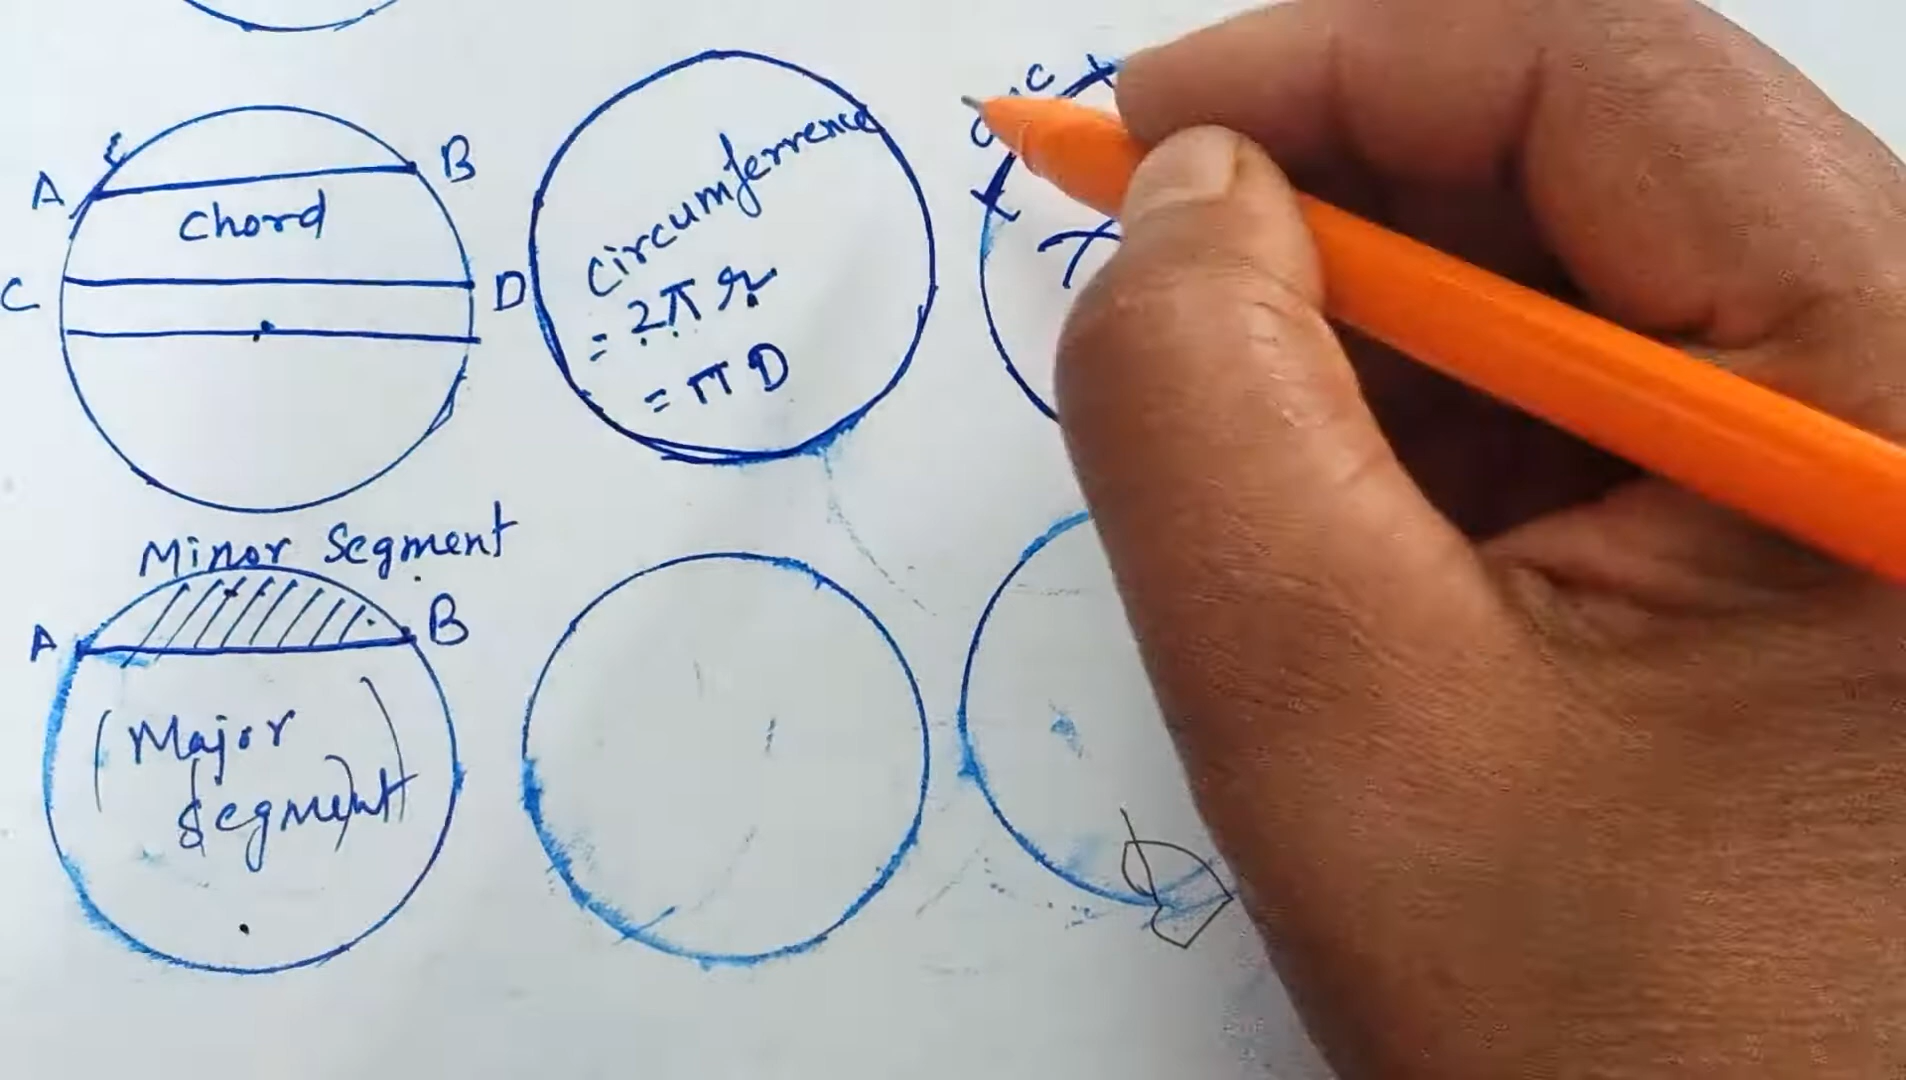 A
B
Chord
C
D
Circumferrence
= 2πr
= πD
Minor Segment
A
B
(Major
Segment)